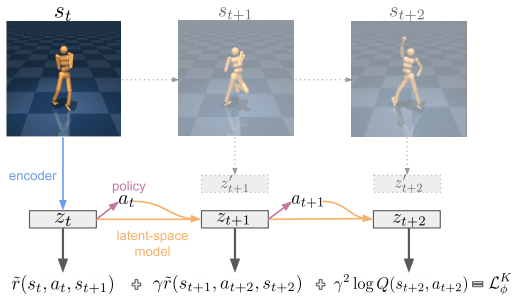 s_t s_{t+1} s_{t+2}
encoder
policy
a_t a_{t+1}
z'_{t+1} z'_{t+2}
z_t z_{t+1} z_{t+2}
latent-space
model
r̃(s_t, a_t, s_{t+1}) + γr̃(s_{t+1}, a_{t+2}, s_{t+2}) + γ² log Q(s_{t+2}, a_{t+2}) = ℒ_ϕ^K